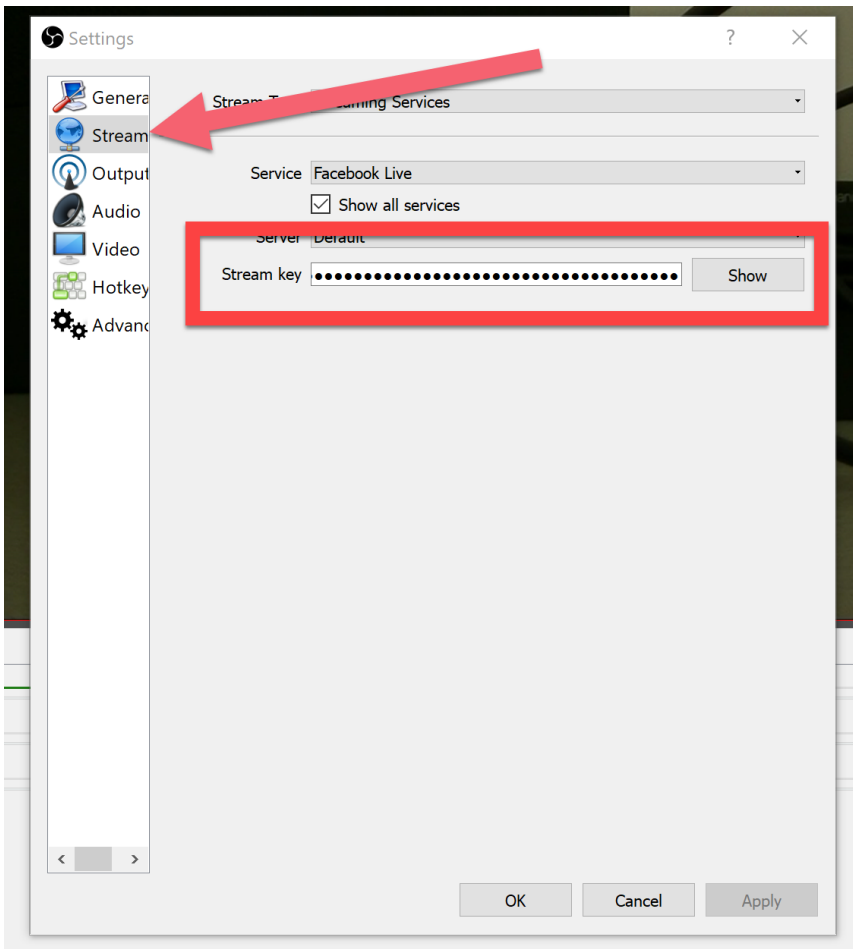 Settings
?
Genera
Stream
Output
Audio
Video
Hotkey
Advanc
Stream T
aming Services
Service Facebook Live
Show all services
Server Default
Stream key
Show
OK Cancel Apply